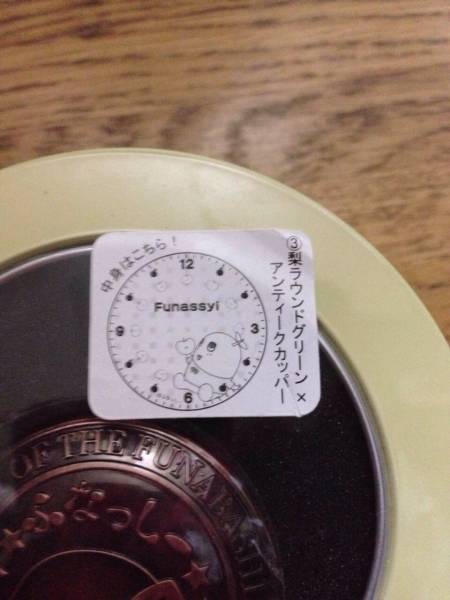 中身はこちら！
12
Funassyi
9
3
6
③梨ラウンドグリーン×
アンティークカッパー
OF THE FUNABASHI
★ふなっしー★